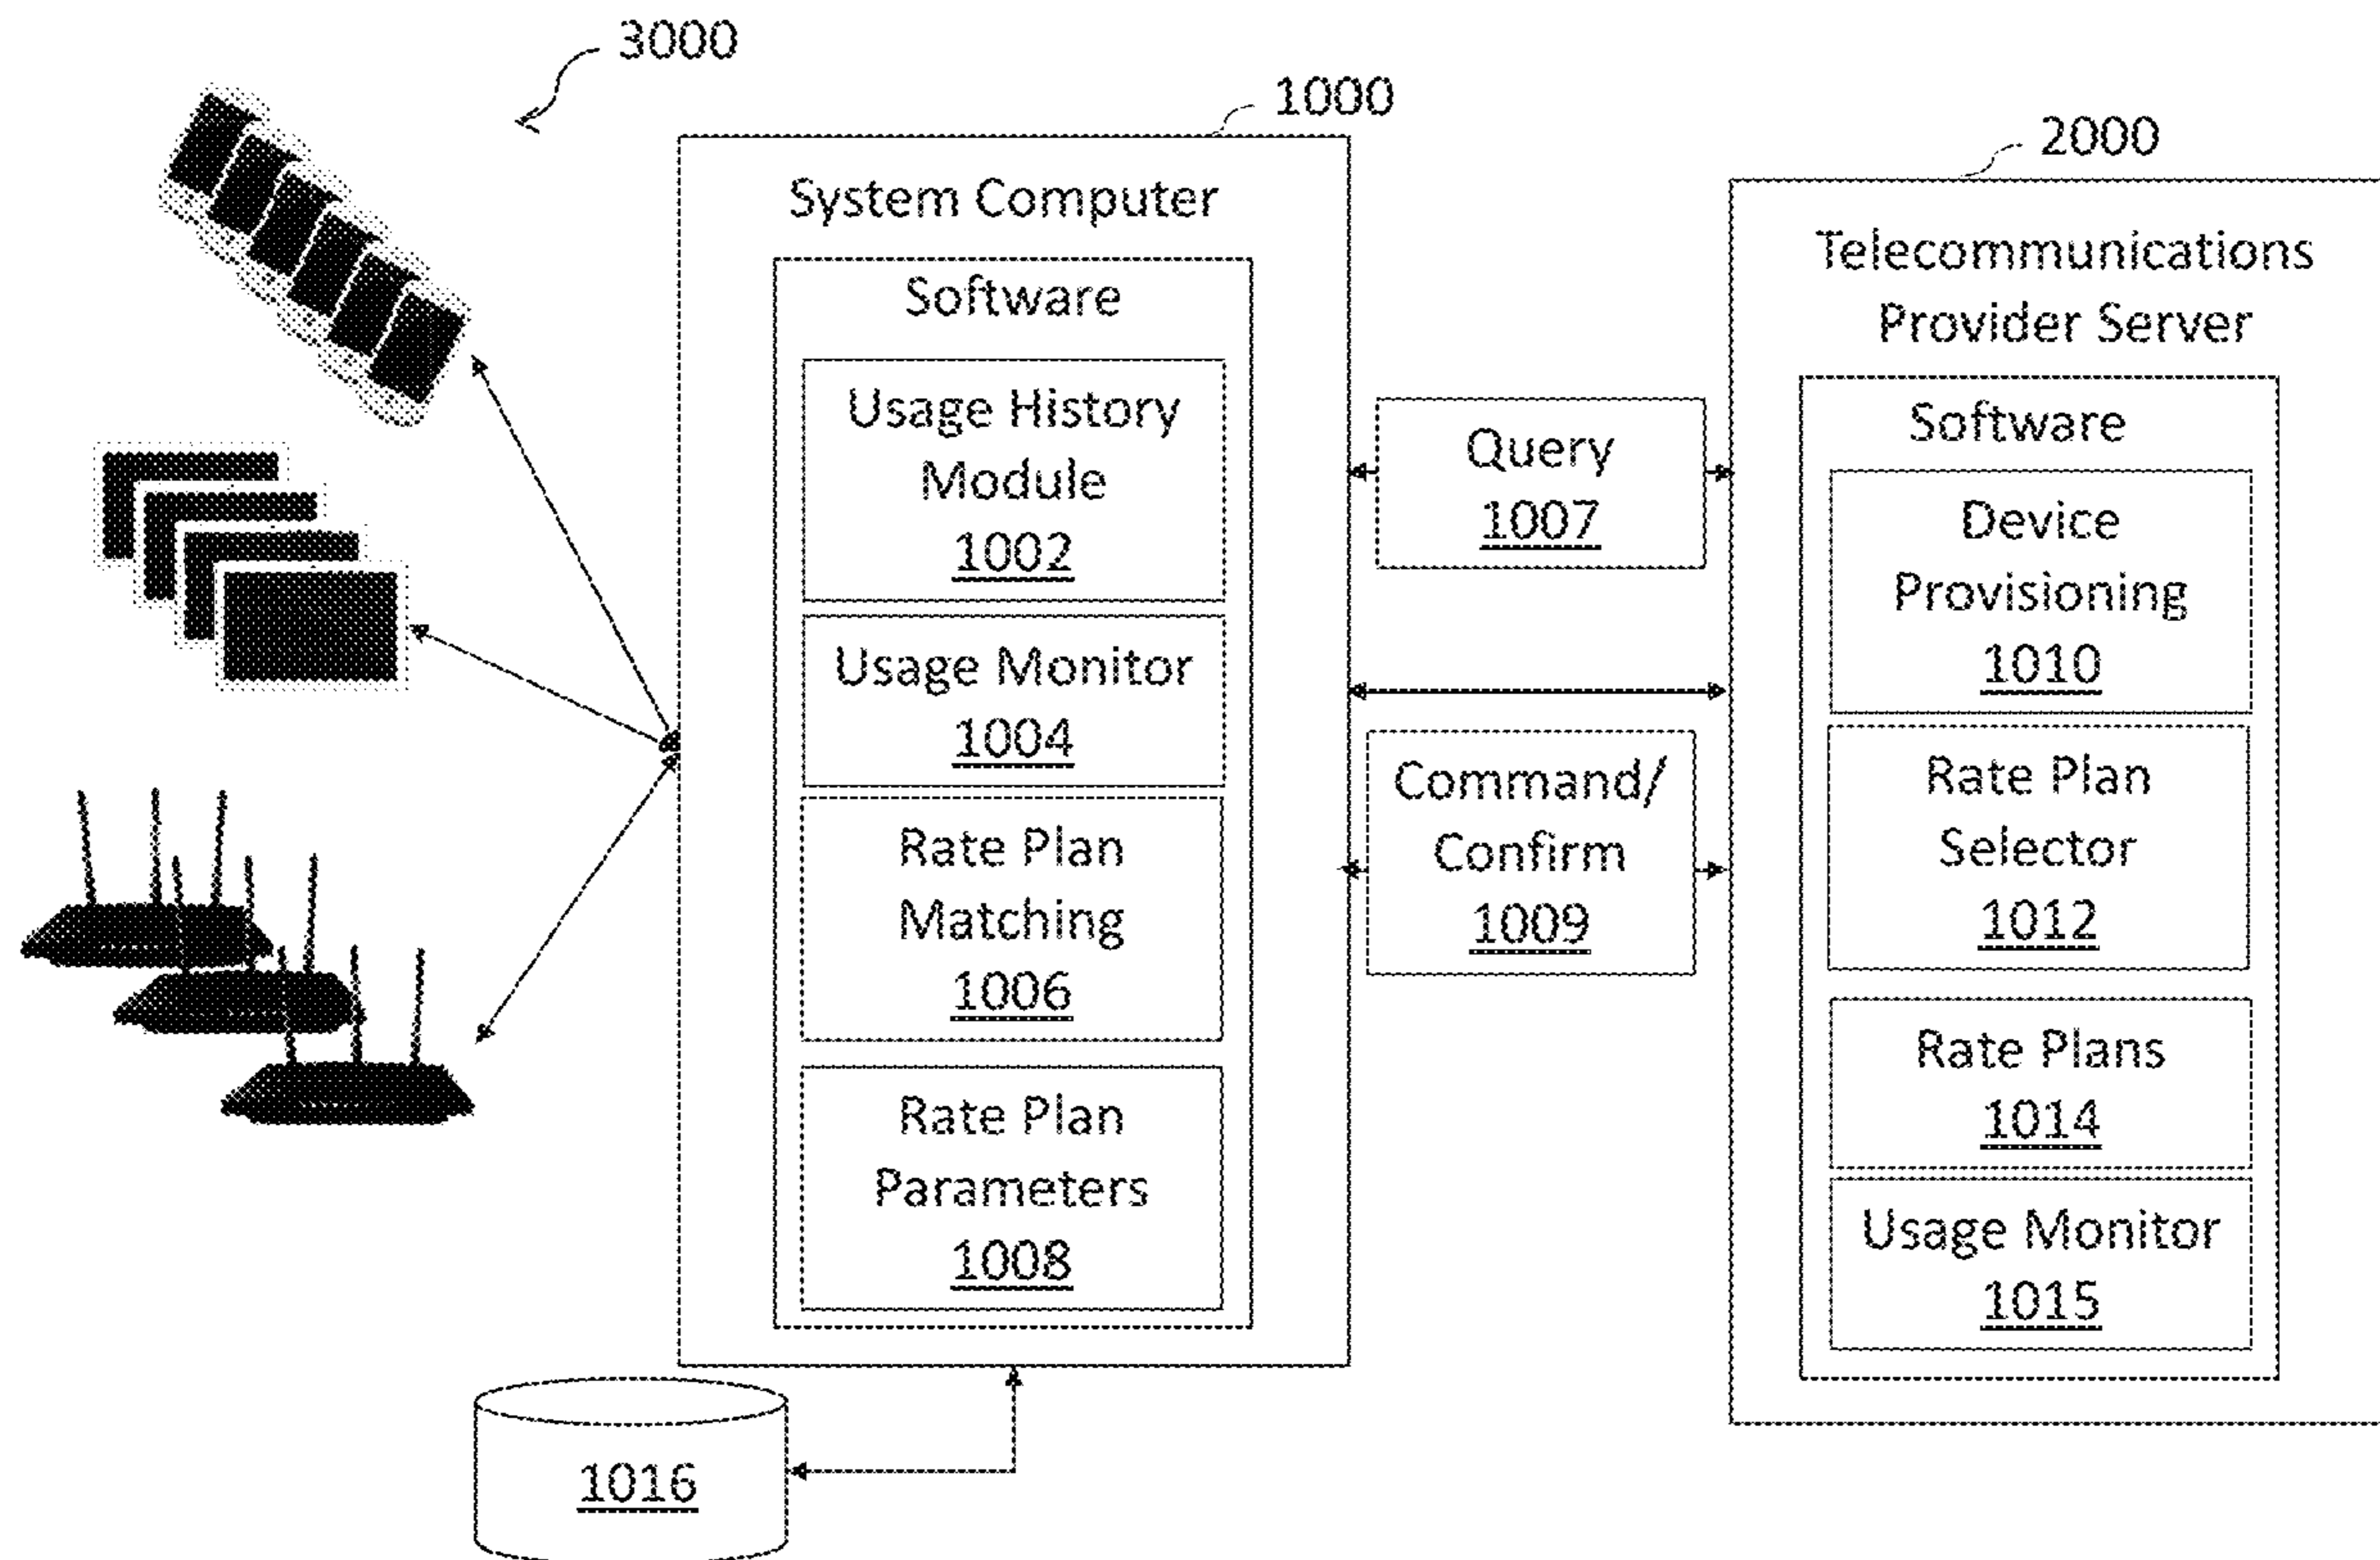 3000
1000
System Computer
Software
Usage History
Module
1002
Usage Monitor
1004
Rate Plan
Matching
1006
Rate Plan
Parameters
1008
Query
1007
Command/
Confirm
1009
2000
Telecommunications
Provider Server
Software
Device
Provisioning
1010
Rate Plan
Selector
1012
Rate Plans
1014
Usage Monitor
1015
1016